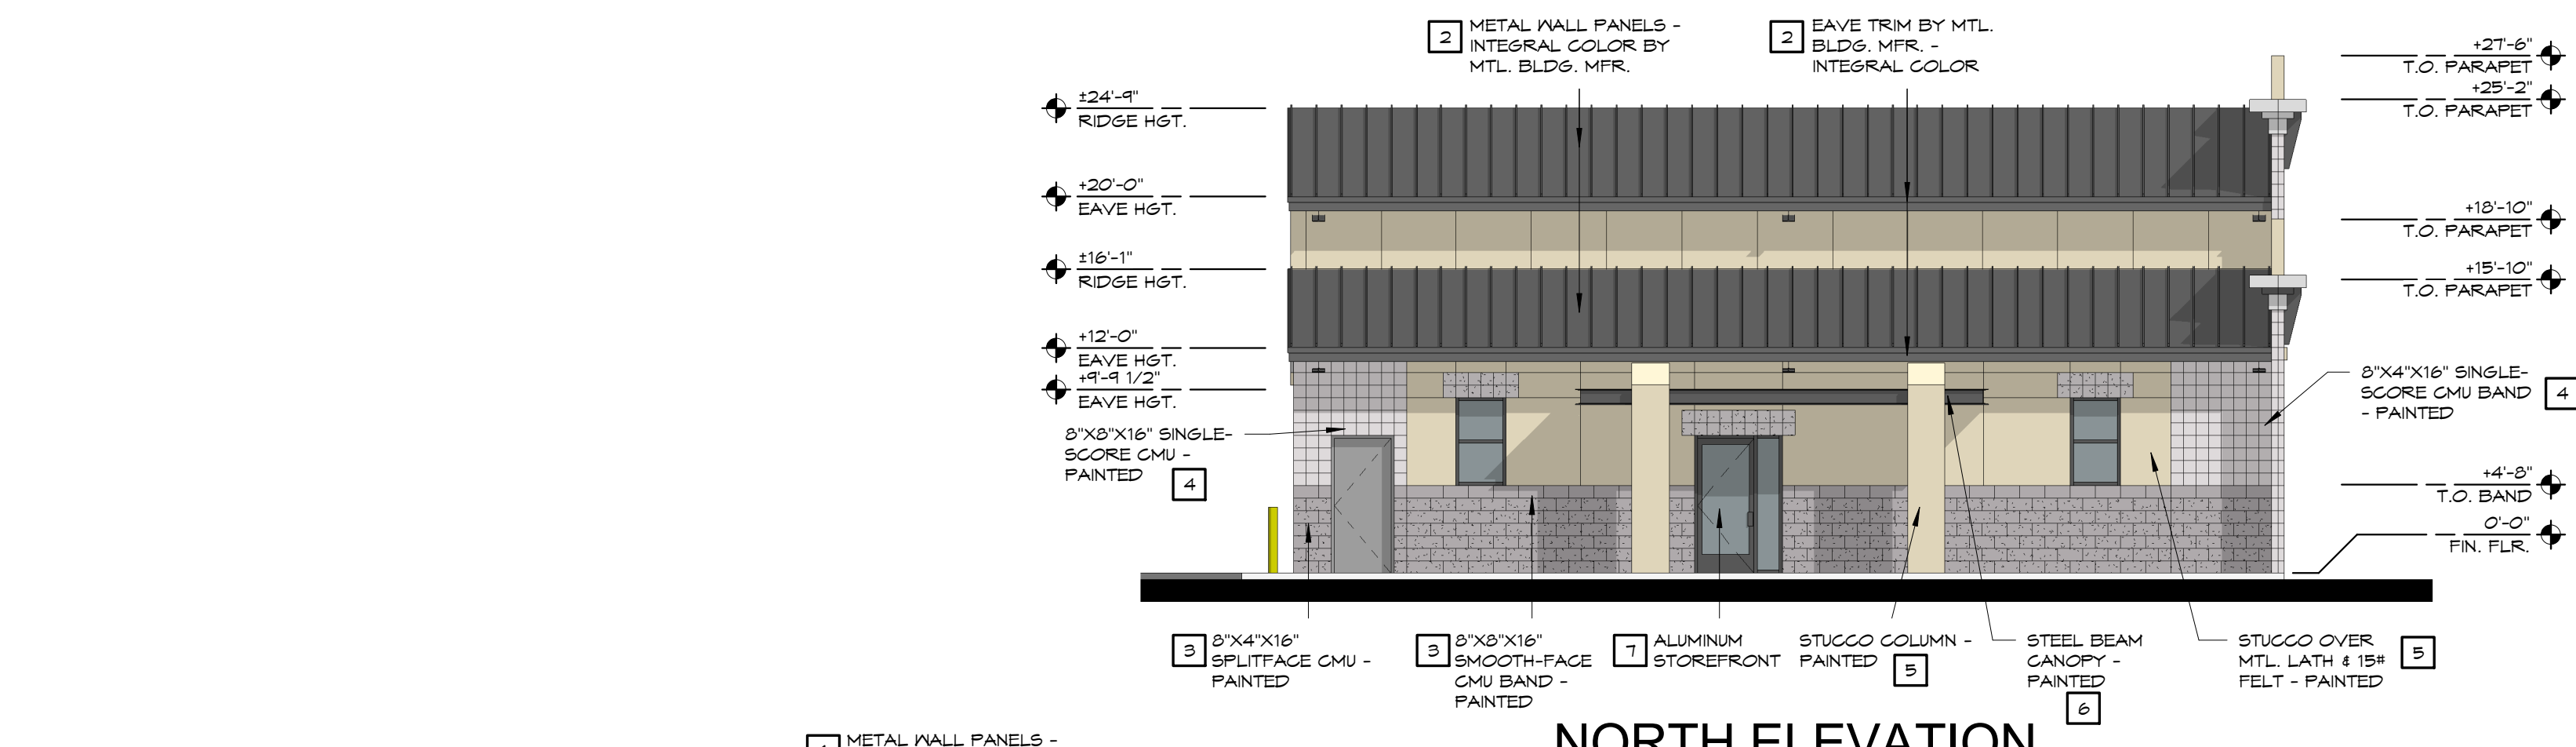 2 METAL WALL PANELS -
INTEGRAL COLOR BY
MTL. BLDG. MFR.
2 EAVE TRIM BY MTL.
BLDG. MFR. -
INTEGRAL COLOR
±24'-9"
RIDGE HGT.
+20'-0"
EAVE HGT.
±16'-1"
RIDGE HGT.
+12'-0"
EAVE HGT.
+9'-9 1/2"
EAVE HGT.
8"X8"X16" SINGLE-
SCORE CMU -
PAINTED
4
+27'-6"
T.O. PARAPET
+25'-2"
T.O. PARAPET
+18'-10"
T.O. PARAPET
+15'-10"
T.O. PARAPET
8"X4"X16" SINGLE-
SCORE CMU BAND
- PAINTED
4
+4'-8"
T.O. BAND
0'-0"
FIN. FLR.
3 8"X4"X16"
SPLITFACE CMU -
PAINTED
3 8"X8"X16"
SMOOTH-FACE
CMU BAND -
PAINTED
7 ALUMINUM
STOREFRONT
STUCCO COLUMN -
PAINTED
5
STEEL BEAM
CANOPY -
PAINTED
6
STUCCO OVER
MTL. LATH & 15#
FELT - PAINTED
5
NORTH ELEVATION
METAL WALL PANELS -